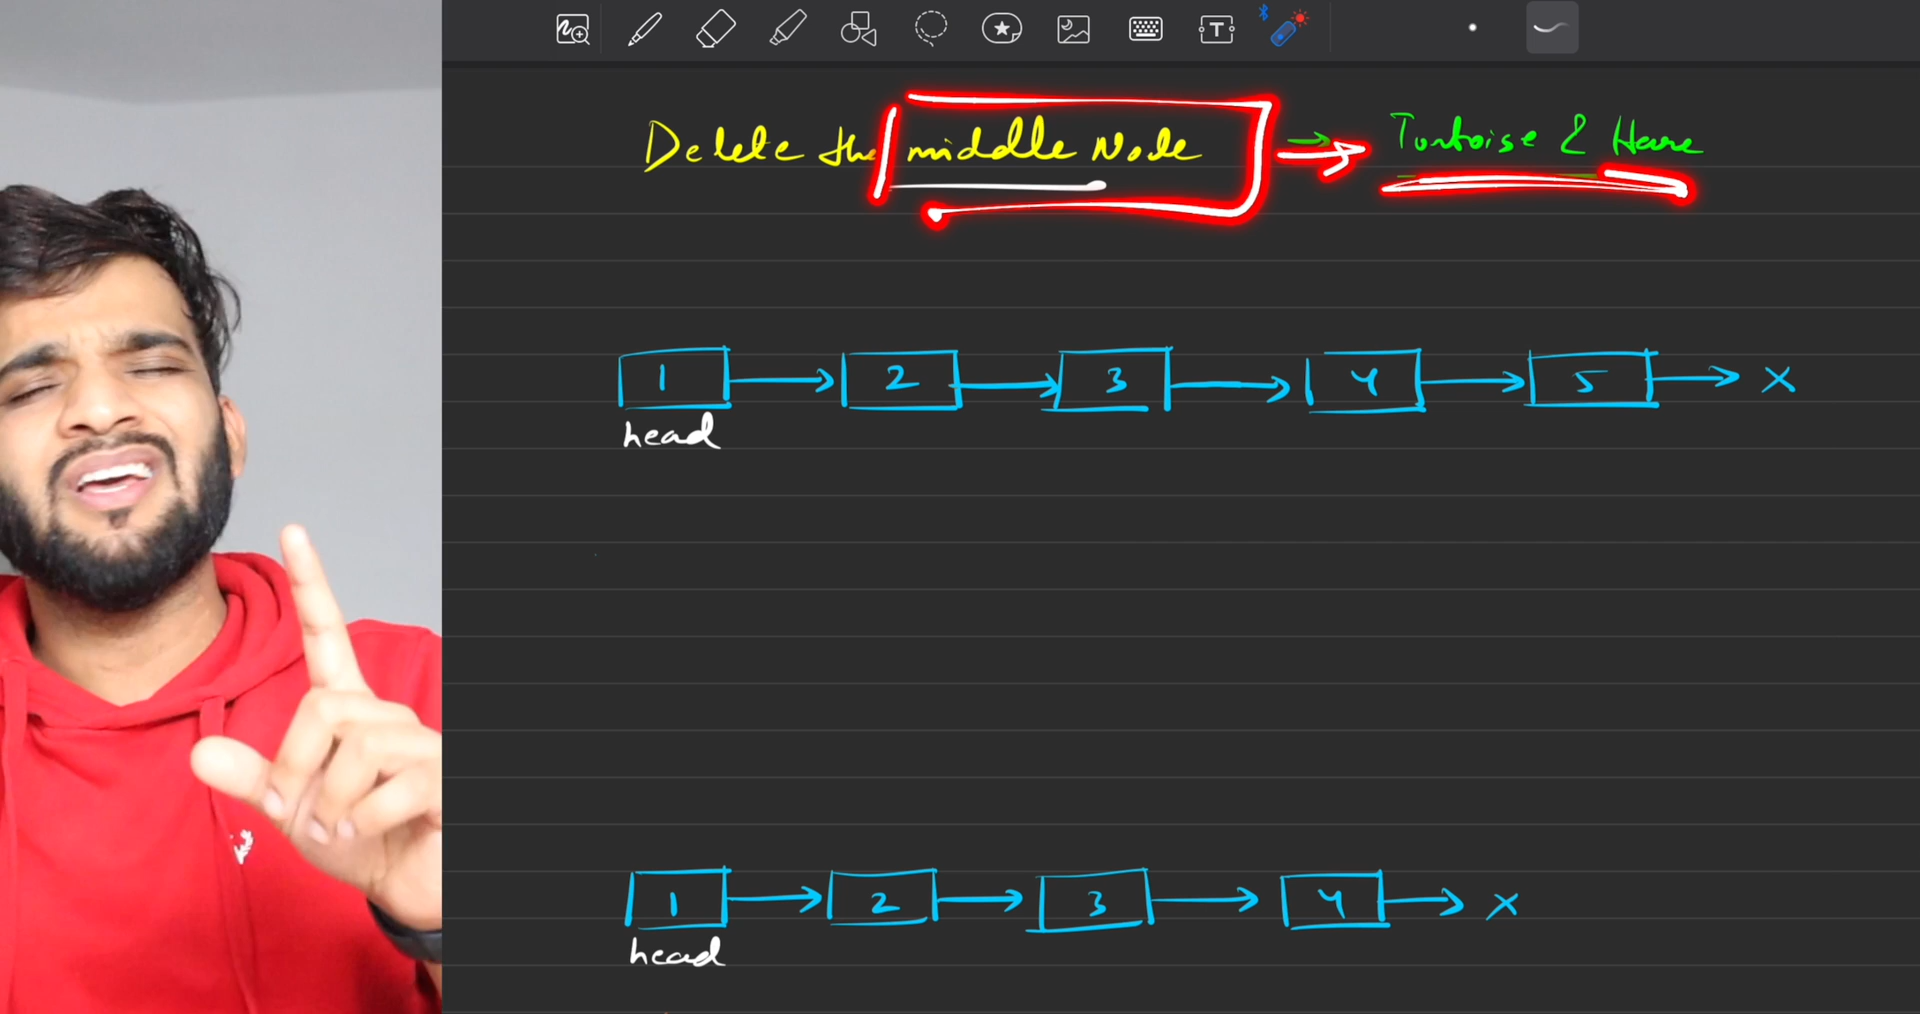 Delete the middle Node → Tortoise & Hare
1 → 2 → 3 → 4 → 5 → X
head
1 → 2 → 3 → 4 → X
head